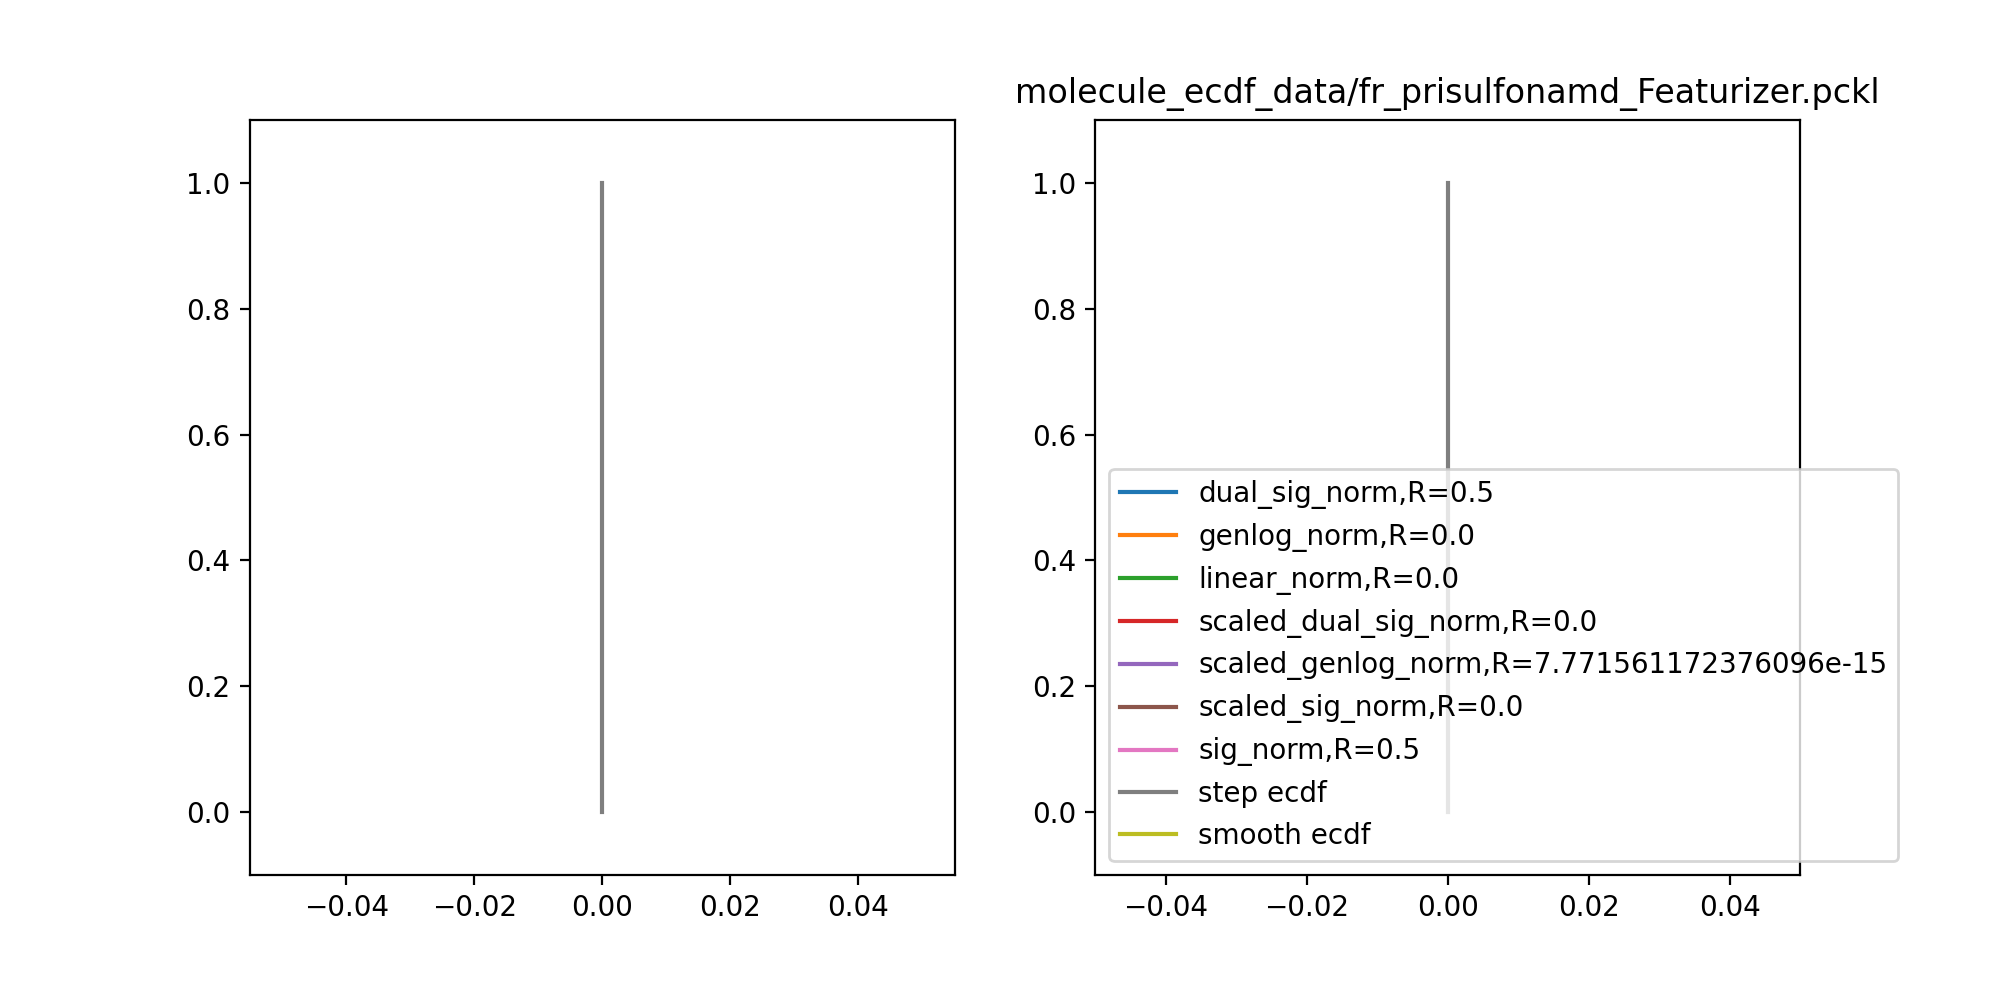 molecule_ecdf_data/fr_prisulfonamd_Featurizer.pckl
1.0
0.8
0.6
0.4
0.2
0.0
−0.04 −0.02 0.00 0.02 0.04
1.0
0.8
0.6
0.4
0.2
0.0
dual_sig_norm,R=0.5
genlog_norm,R=0.0
linear_norm,R=0.0
scaled_dual_sig_norm,R=0.0
scaled_genlog_norm,R=7.771561172376096e-15
scaled_sig_norm,R=0.0
sig_norm,R=0.5
step ecdf
smooth ecdf
−0.04 −0.02 0.00 0.02 0.04